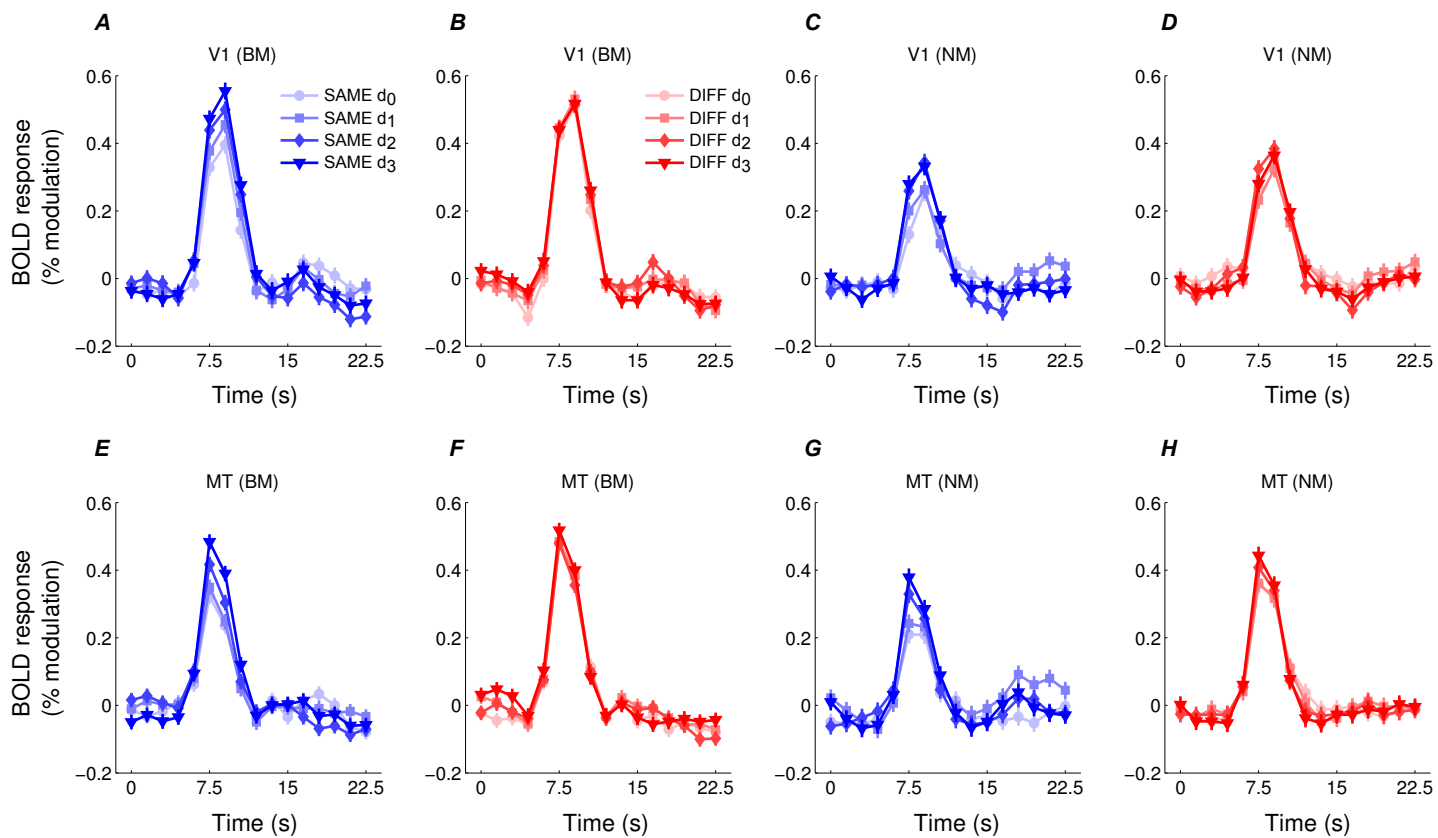 A
V1 (BM)
BOLD response
(% modulation)
0.6
0.4
0.2
0
−0.2
SAME d0
SAME d1
SAME d2
SAME d3
0 7.5 15 22.5
Time (s)
B
V1 (BM)
0.6
0.4
0.2
0
−0.2
DIFF d0
DIFF d1
DIFF d2
DIFF d3
0 7.5 15 22.5
Time (s)
C
V1 (NM)
0.6
0.4
0.2
0
−0.2
0 7.5 15 22.5
Time (s)
D
V1 (NM)
0.6
0.4
0.2
0
−0.2
0 7.5 15 22.5
Time (s)
E
MT (BM)
BOLD response
(% modulation)
0.6
0.4
0.2
0
−0.2
0 7.5 15 22.5
Time (s)
F
MT (BM)
0.6
0.4
0.2
0
−0.2
0 7.5 15 22.5
Time (s)
G
MT (NM)
0.6
0.4
0.2
0
−0.2
0 7.5 15 22.5
Time (s)
H
MT (NM)
0.6
0.4
0.2
0
−0.2
0 7.5 15 22.5
Time (s)